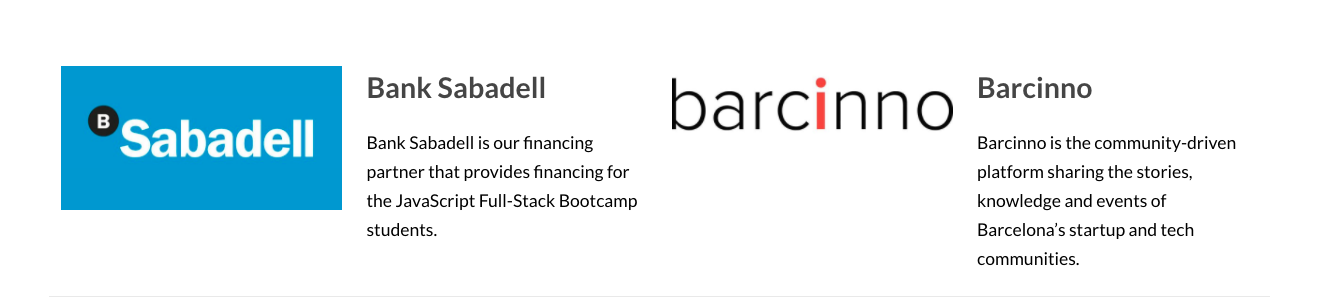 B Sabadell
Bank Sabadell
Bank Sabadell is our financing
partner that provides financing for
the JavaScript Full-Stack Bootcamp
students.
barcinno
Barcinno
Barcinno is the community-driven
platform sharing the stories,
knowledge and events of
Barcelona’s startup and tech
communities.